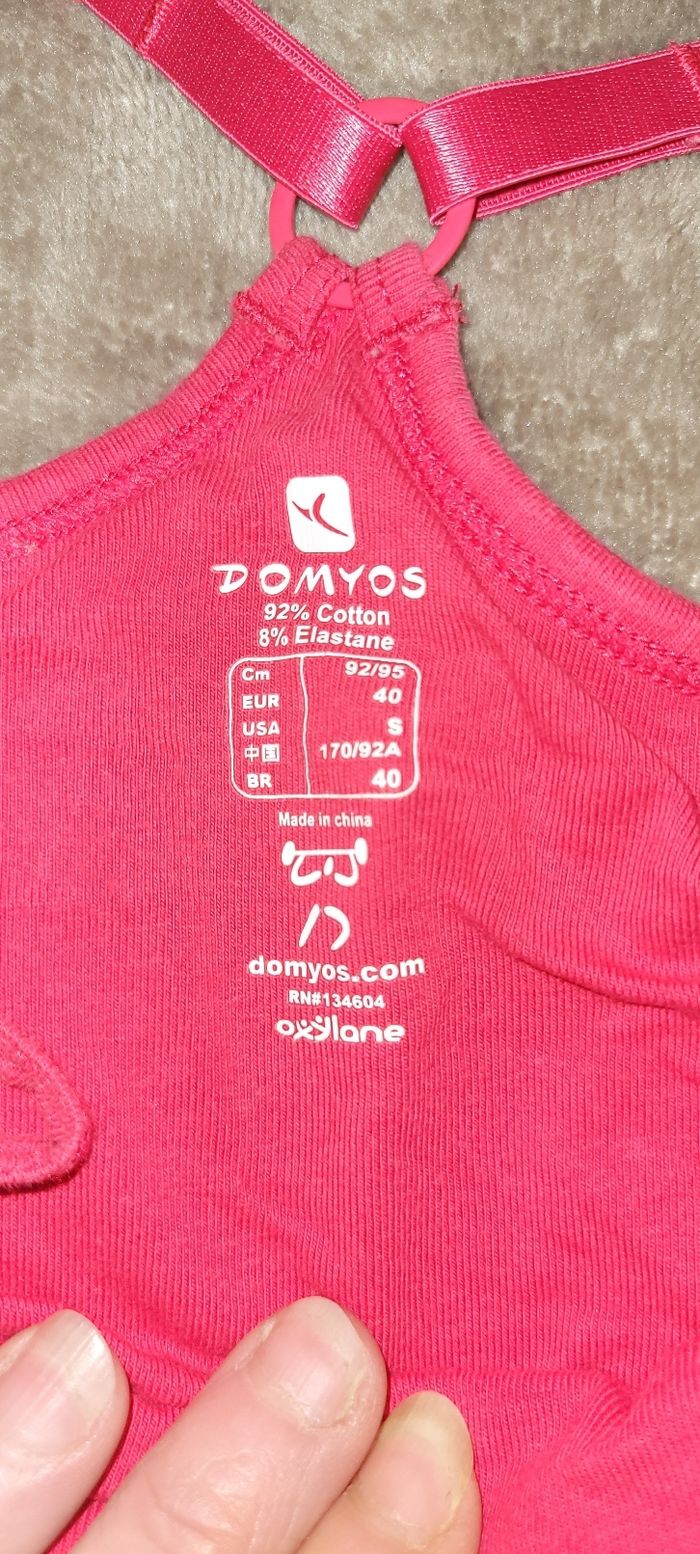 DOMYOS
92% Cotton
8% Elastane
Cm 92/95
EUR 40
USA S
中国 170/92A
BR 40
Made in china
domyos.com
RN#134604
oxylane